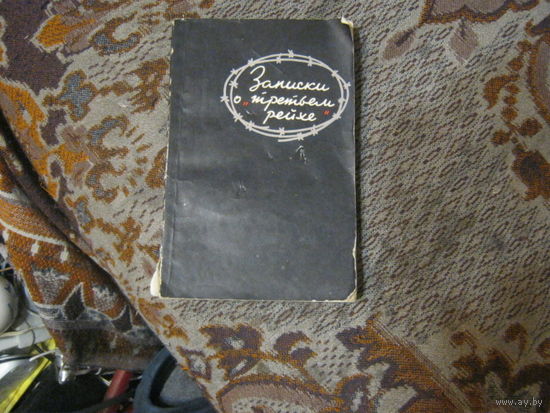 Записки
о "третьем
рейхе"
www.ay.by